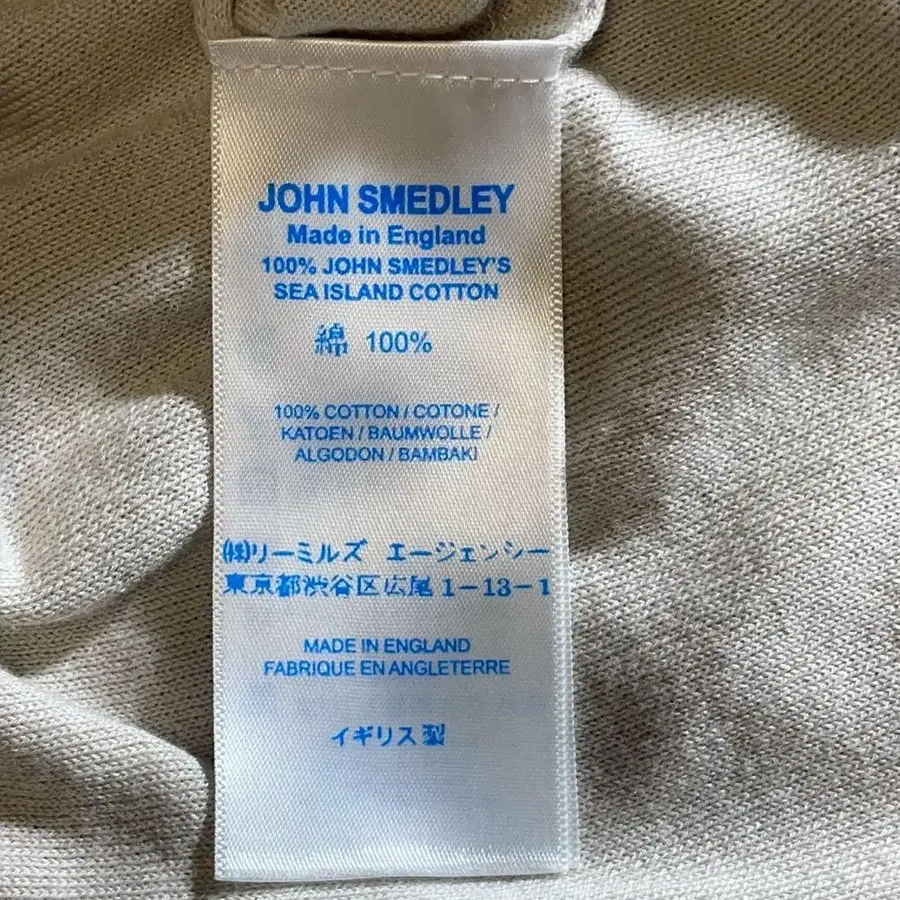 JOHN SMEDLEY
Made in England
100% JOHN SMEDLEY'S
SEA ISLAND COTTON
綿 100%
100% COTTON / COTONE /
KATOEN / BAUMWOLLE /
ALGODON / BAMBAKI
㈱リーミルズ エージェンシー
東京都渋谷区広尾1-13-1
MADE IN ENGLAND
FABRIQUE EN ANGLETERRE
イギリス製